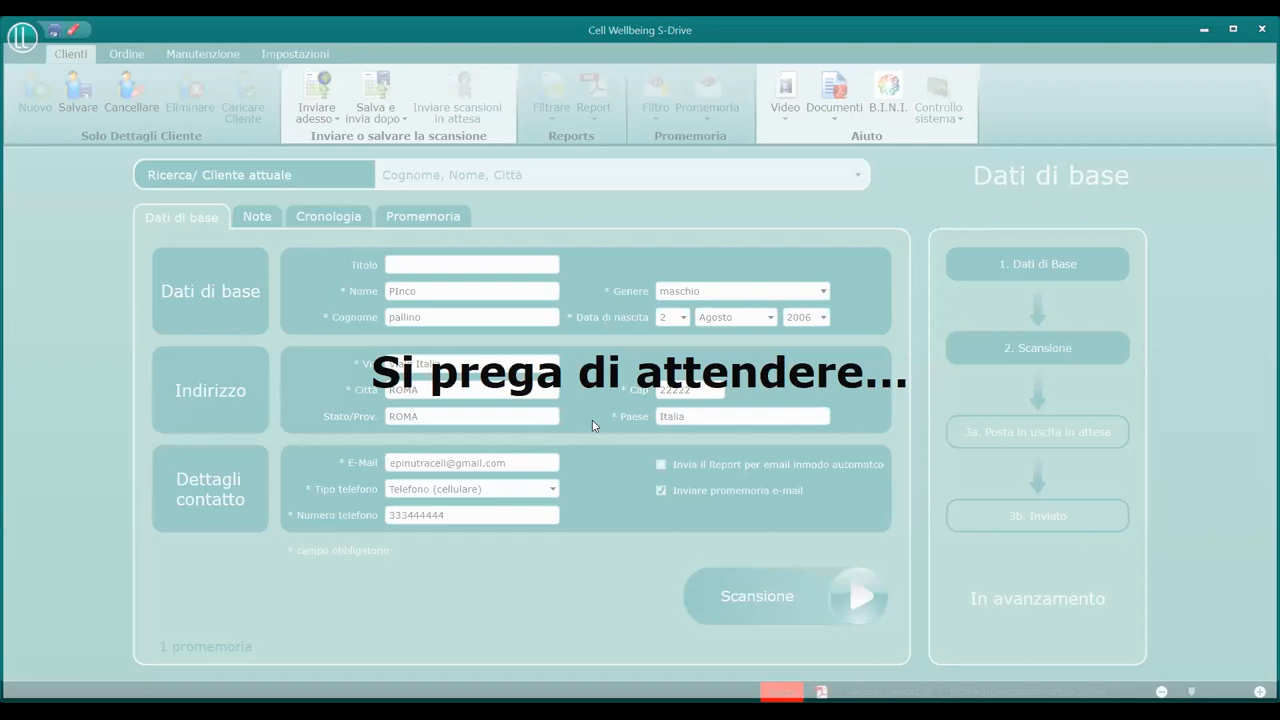 Cell Wellbeing S-Drive
Clienti Ordine Manutenzione Impostazioni
Nuovo Salvare Cancellare Eliminare Caricare Cliente
Inviare adesso Salva e invia dopo Inviare scansioni in attesa
Filtrare Report
Filtro Promemoria
Video Documenti B.I.N.I. Controllo sistema
Solo Dettagli Cliente Inviare o salvare la scansione Reports Promemoria Aiuto
Ricerca/ Cliente attuale Cognome, Nome, Città
Dati di base
Dati di base Note Cronologia Promemoria
Dati di base
Titolo
* Nome PInco * Genere maschio
* Cognome pallino * Data di nascita 2 Agosto 2006
Indirizzo
Si prega di attendere...
* Città ROMA * Cap 22222
Stato/Prov. ROMA * Paese Italia
Dettagli contatto
* E-Mail epinutracell@gmail.com Invia il Report per email inmodo automatco
* Tipo telefono Telefono (cellulare) Inviare promemoria e-mail
* Numero telefono 333444444
* campo obbligatorio
Scansione
1 promemoria
1. Dati di Base
2. Scansione
3a. Posta in uscita in attesa
3b. Inviato
In avanzamento